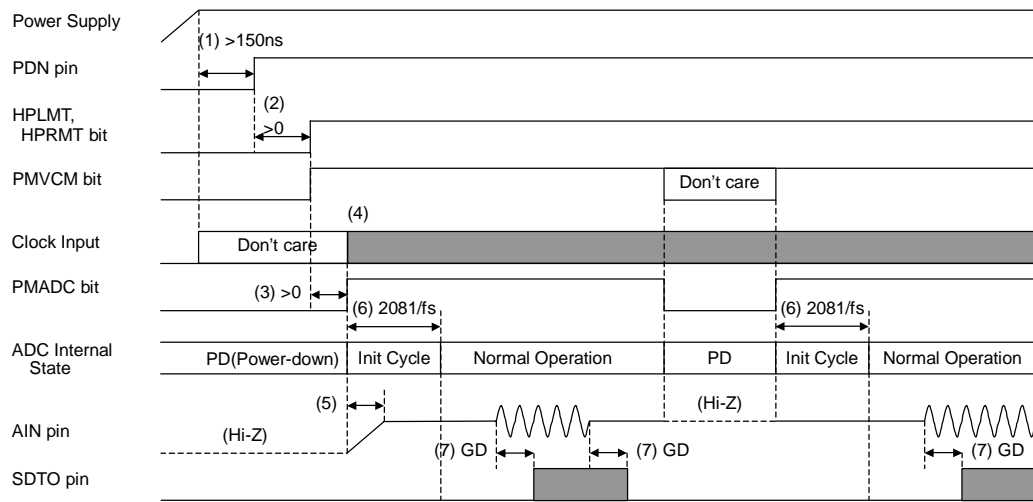 Power Supply
(1) >150ns
PDN pin
(2)
>0
HPLMT,
HPRMT bit
PMVCM bit
Don't care
(4)
Clock Input
Don't care
PMADC bit
(3) >0
(6) 2081/fs
(6) 2081/fs
ADC Internal
State
PD(Power-down)
Init Cycle
Normal Operation
PD
Init Cycle
Normal Operation
(5)
AIN pin
(Hi-Z)
(Hi-Z)
(7) GD
(7) GD
(7) GD
SDTO pin